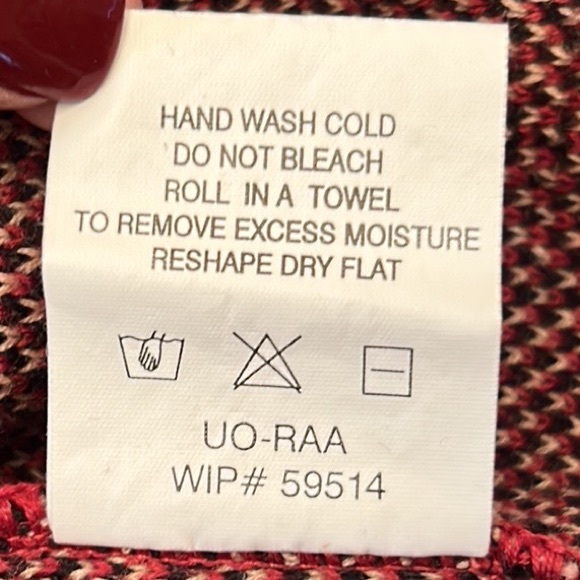 HAND WASH COLD
DO NOT BLEACH
ROLL IN A TOWEL
TO REMOVE EXCESS MOISTURE
RESHAPE DRY FLAT
UO-RAA
WIP# 59514